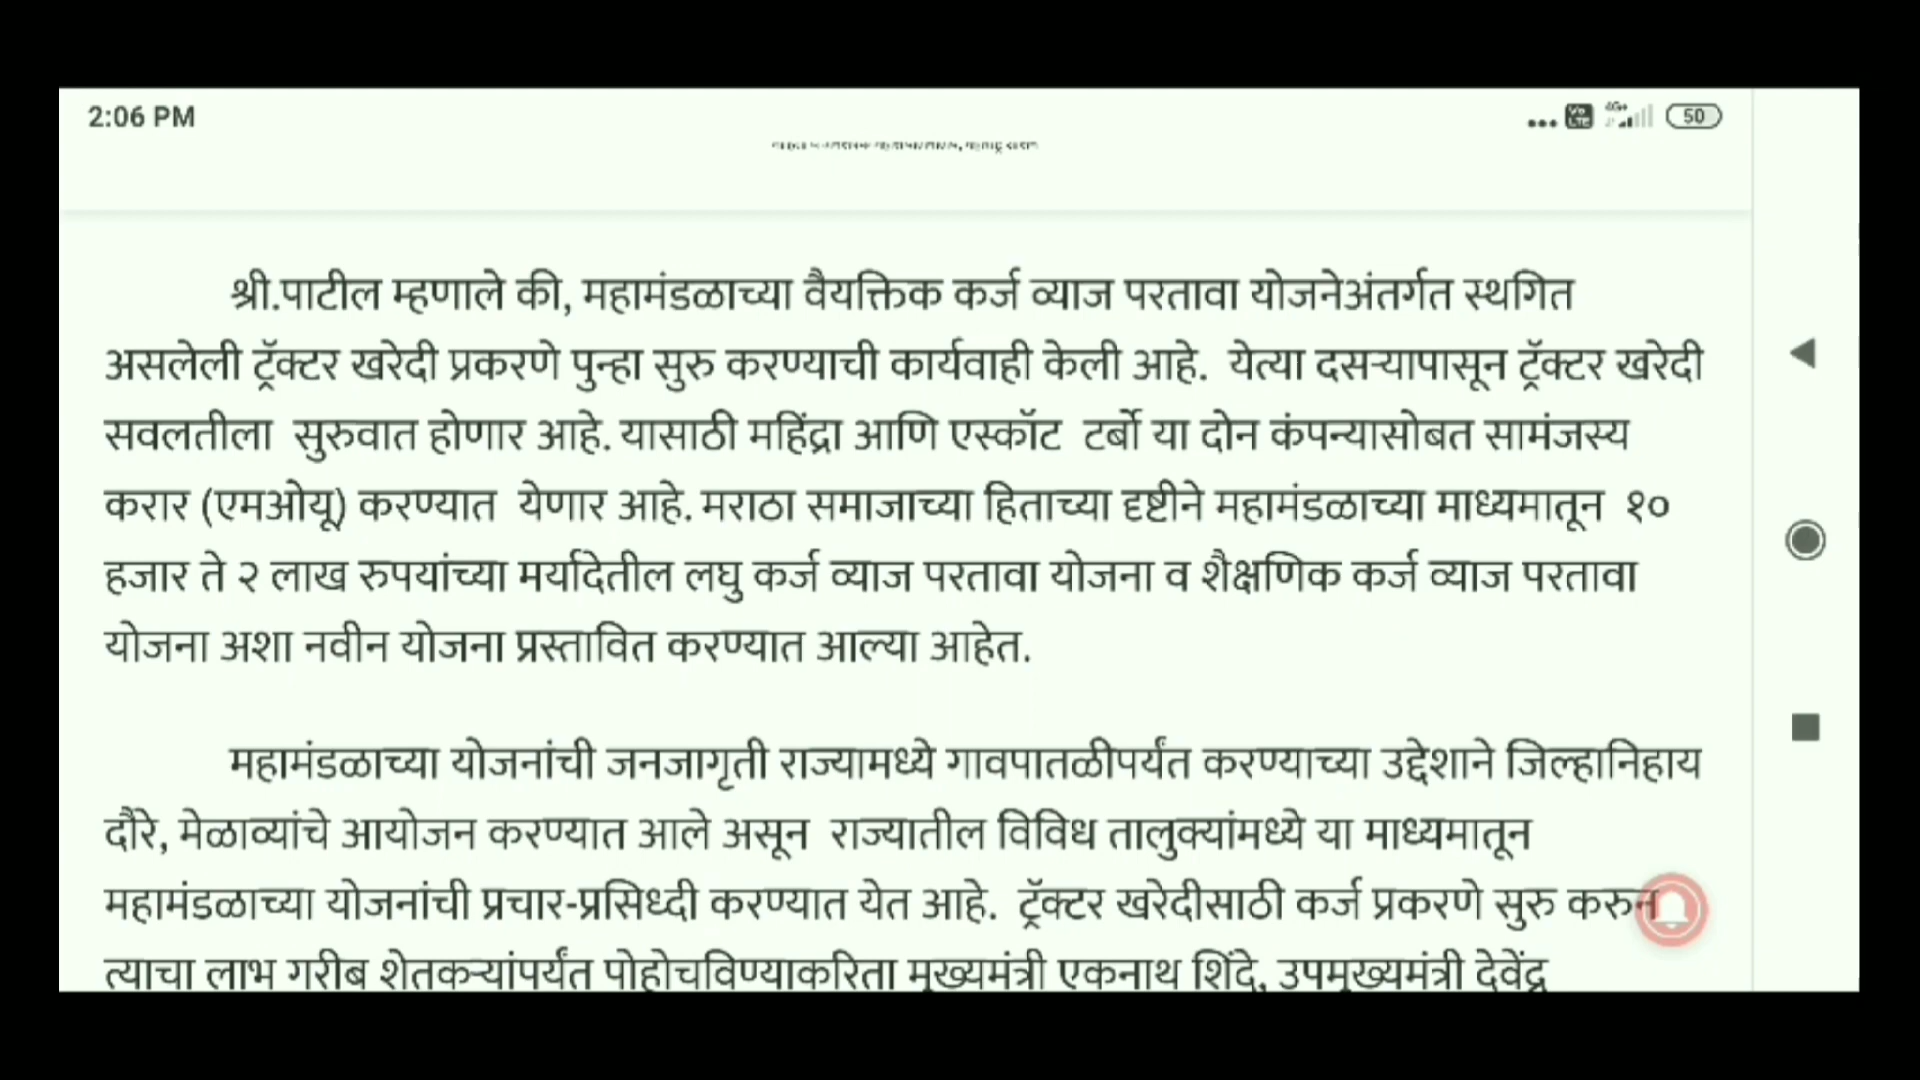 2:06 PM
VoLTE 4G+ 50
श्री.पाटील म्हणाले की, महामंडळाच्या वैयक्तिक कर्ज व्याज परतावा योजनेअंतर्गत स्थगित
असलेली ट्रॅक्टर खरेदी प्रकरणे पुन्हा सुरु करण्याची कार्यवाही केली आहे. येत्या दसऱ्यापासून ट्रॅक्टर खरेदी
सवलतीला सुरुवात होणार आहे. यासाठी महिंद्रा आणि एस्कॉट टर्बो या दोन कंपन्यासोबत सामंजस्य
करार (एमओयू) करण्यात येणार आहे. मराठा समाजाच्या हिताच्या दृष्टीने महामंडळाच्या माध्यमातून १०
हजार ते २ लाख रुपयांच्या मर्यादेतील लघु कर्ज व्याज परतावा योजना व शैक्षणिक कर्ज व्याज परतावा
योजना अशा नवीन योजना प्रस्तावित करण्यात आल्या आहेत.
महामंडळाच्या योजनांची जनजागृती राज्यामध्ये गावपातळीपर्यंत करण्याच्या उद्देशाने जिल्हानिहाय
दौरे, मेळाव्यांचे आयोजन करण्यात आले असून राज्यातील विविध तालुक्यांमध्ये या माध्यमातून
महामंडळाच्या योजनांची प्रचार-प्रसिध्दी करण्यात येत आहे. ट्रॅक्टर खरेदीसाठी कर्ज प्रकरणे सुरु करुन
त्याचा लाभ गरीब शेतकऱ्यांपर्यंत पोहोचविण्याकरिता मुख्यमंत्री एकनाथ शिंदे, उपमुख्यमंत्री देवेंद्र